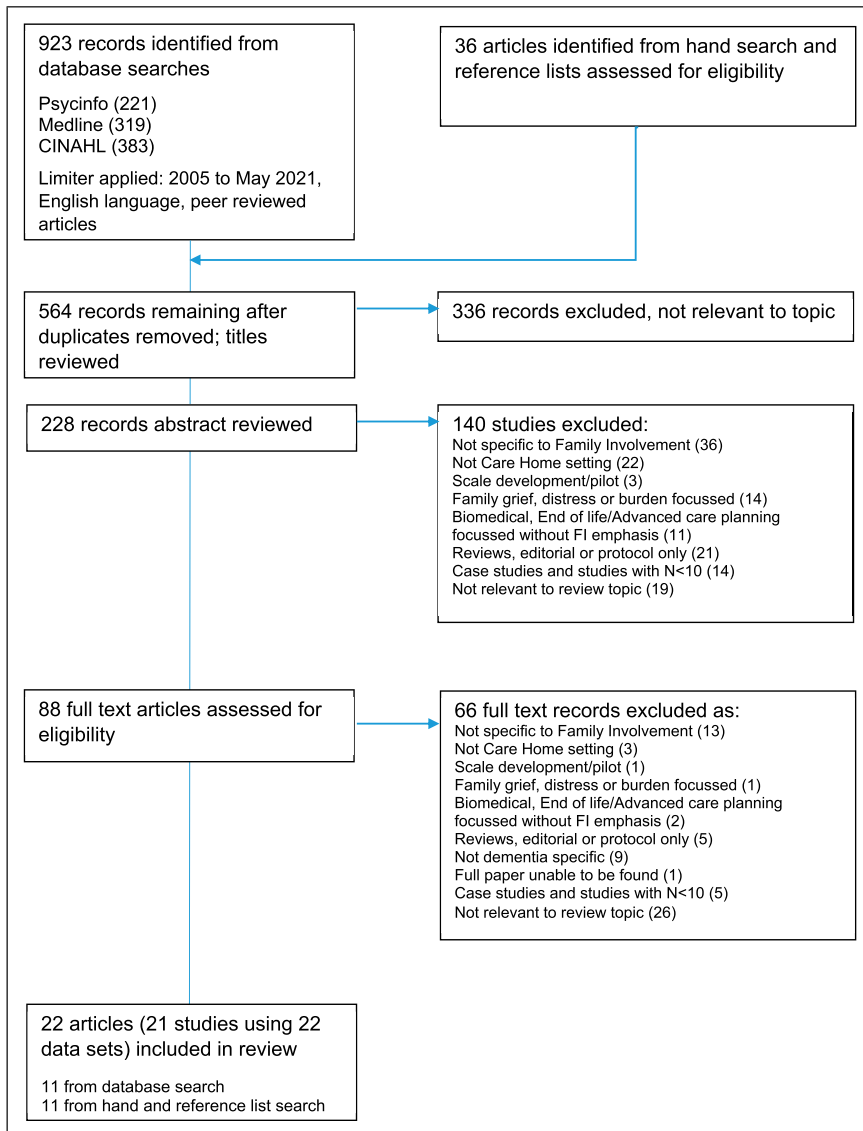 923 records identified from
database searches
Psycinfo (221)
Medline (319)
CINAHL (383)
Limiter applied: 2005 to May 2021,
English language, peer reviewed
articles
36 articles identified from hand search and
reference lists assessed for eligibility
564 records remaining after
duplicates removed; titles
reviewed
336 records excluded, not relevant to topic
228 records abstract reviewed
140 studies excluded:
Not specific to Family Involvement (36)
Not Care Home setting (22)
Scale development/pilot (3)
Family grief, distress or burden focussed (14)
Biomedical, End of life/Advanced care planning
focussed without FI emphasis (11)
Reviews, editorial or protocol only (21)
Case studies and studies with N<10 (14)
Not relevant to review topic (19)
88 full text articles assessed for
eligibility
66 full text records excluded as:
Not specific to Family Involvement (13)
Not Care Home setting (3)
Scale development/pilot (1)
Family grief, distress or burden focussed (1)
Biomedical, End of life/Advanced care planning
focussed without FI emphasis (2)
Reviews, editorial or protocol only (5)
Not dementia specific (9)
Full paper unable to be found (1)
Case studies and studies with N<10 (5)
Not relevant to review topic (26)
22 articles (21 studies using 22
data sets) included in review
11 from database search
11 from hand and reference list search